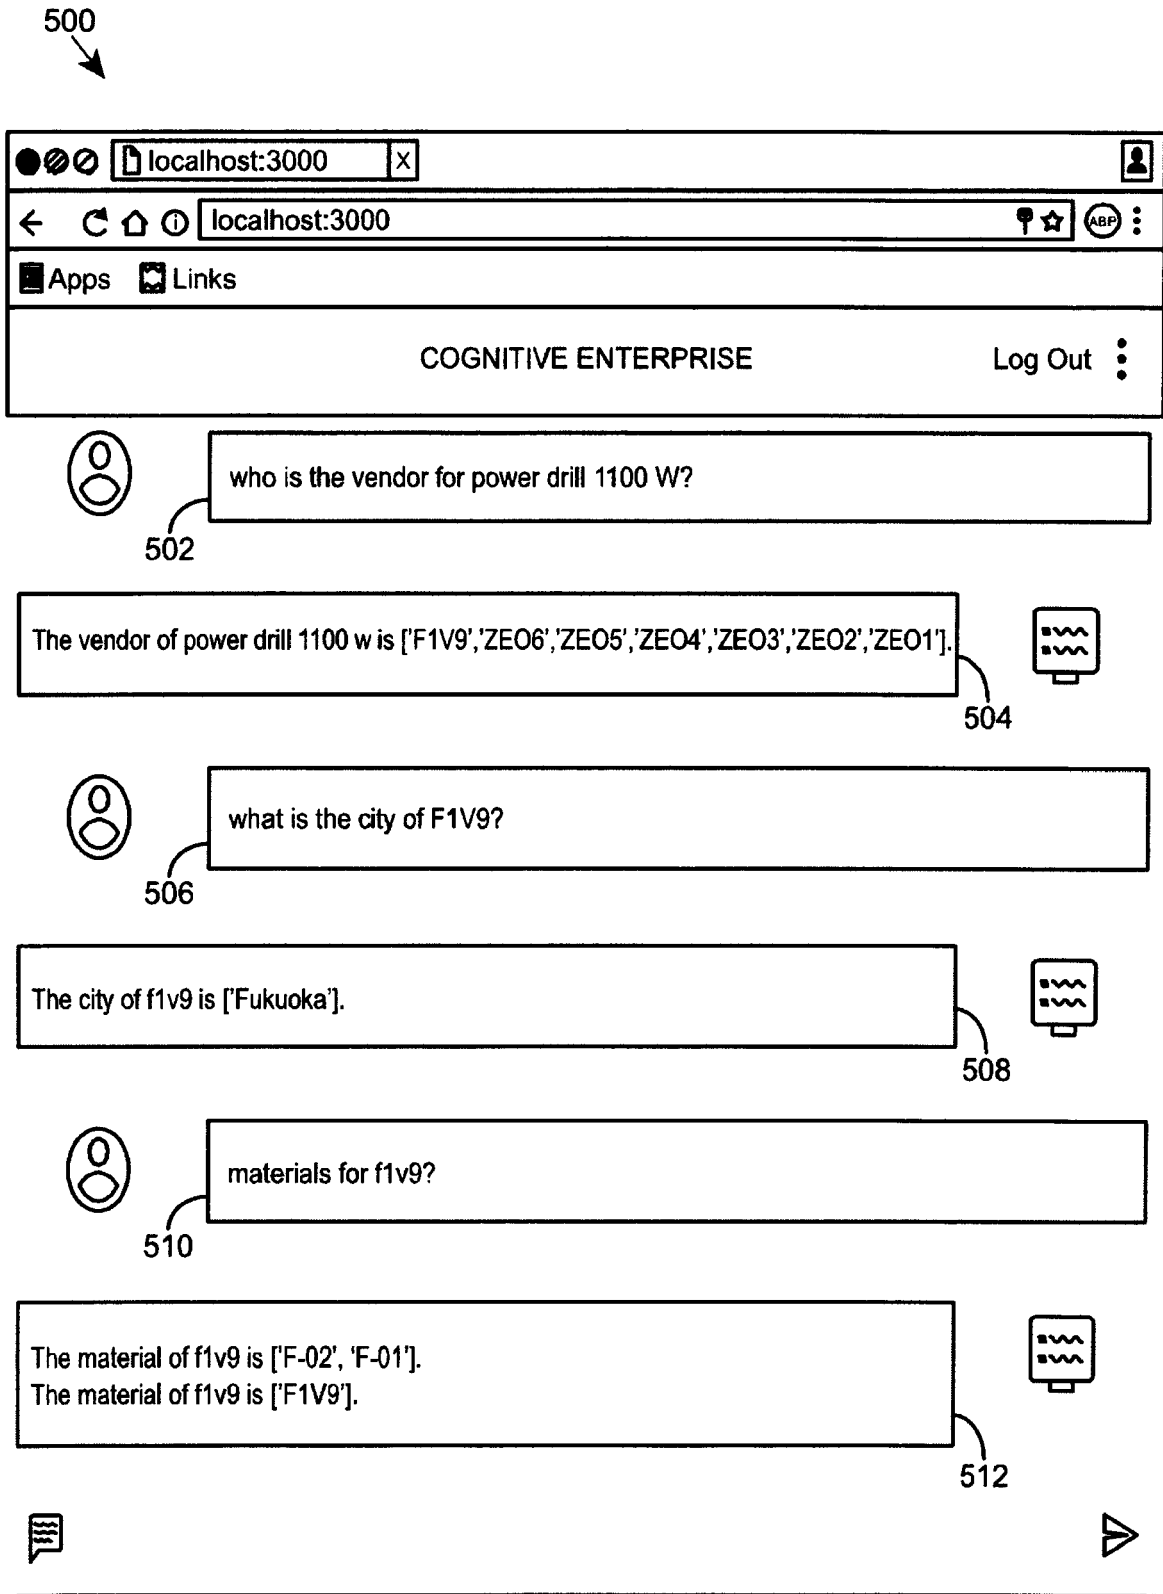 500
localhost:3000 X
localhost:3000 ABP
Apps Links
COGNITIVE ENTERPRISE Log Out
who is the vendor for power drill 1100 W?
502
The vendor of power drill 1100 w is ['F1V9','ZEO6','ZEO5','ZEO4','ZEO3','ZEO2','ZEO1'].
504
what is the city of F1V9?
506
The city of f1v9 is ['Fukuoka'].
508
materials for f1v9?
510
The material of f1v9 is ['F-02', 'F-01'].
The material of f1v9 is ['F1V9'].
512